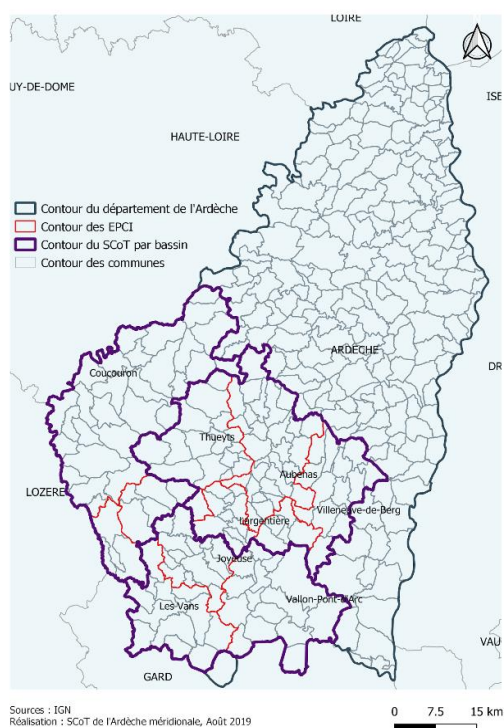 LOIRE
UY-DE-DOME
ISE
HAUTE-LOIRE
Contour du département de l'Ardèche
Contour des EPCI
Contour du SCoT par bassin
Contour des communes
ARDÈCHE
DR
Coucouron
Thueyts
Aubenas
LOZERE
Villeneuve-de-Berg
Largentière
Joyeuse
Les Vans
Vallon-Pont-d'Arc
VAU
GARD
Sources : IGN
Réalisation : SCoT de l'Ardèche méridionale, Août 2019
0 7.5 15 km